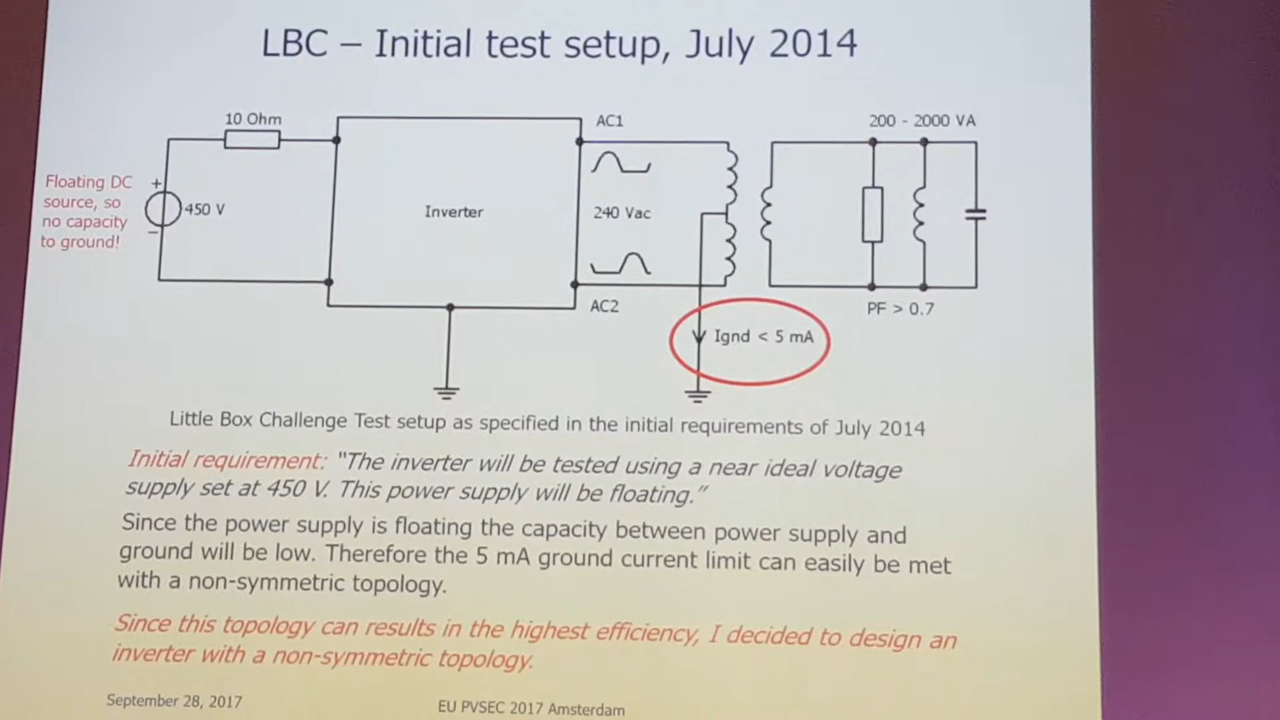 LBC – Initial test setup, July 2014
10 Ohm
AC1
200 - 2000 VA
Floating DC
source, so
no capacity
to ground!
+
450 V
-
Inverter
240 Vac
AC2
PF > 0.7
Ignd < 5 mA
Little Box Challenge Test setup as specified in the initial requirements of July 2014
Initial requirement: "The inverter will be tested using a near ideal voltage
supply set at 450 V. This power supply will be floating."
Since the power supply is floating the capacity between power supply and
ground will be low. Therefore the 5 mA ground current limit can easily be met
with a non-symmetric topology.
Since this topology can results in the highest efficiency, I decided to design an
inverter with a non-symmetric topology.
September 28, 2017
EU PVSEC 2017 Amsterdam